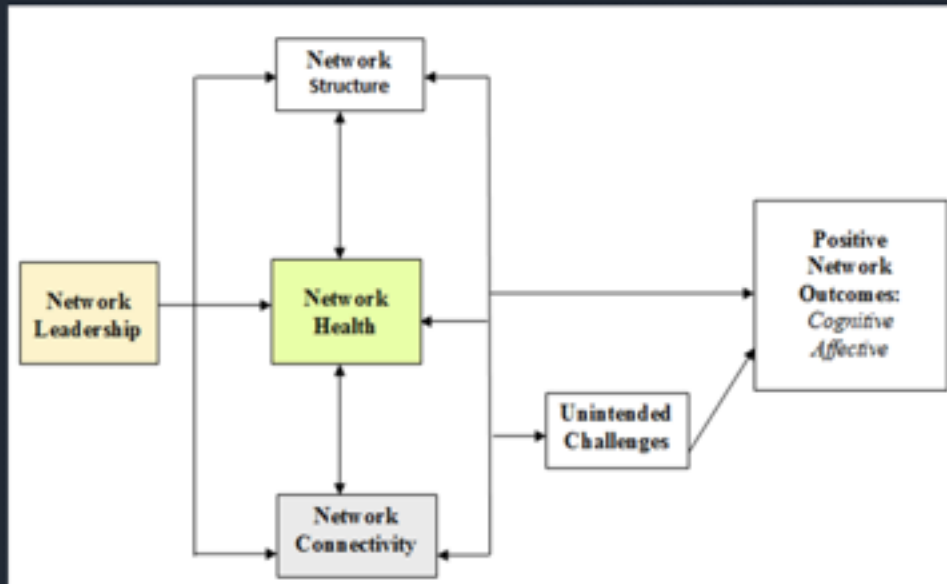 Network
Structure
Network
Leadership
Network
Health
Positive
Network
Outcomes:
Cognitive
Affective
Unintended
Challenges
Network
Connectivity